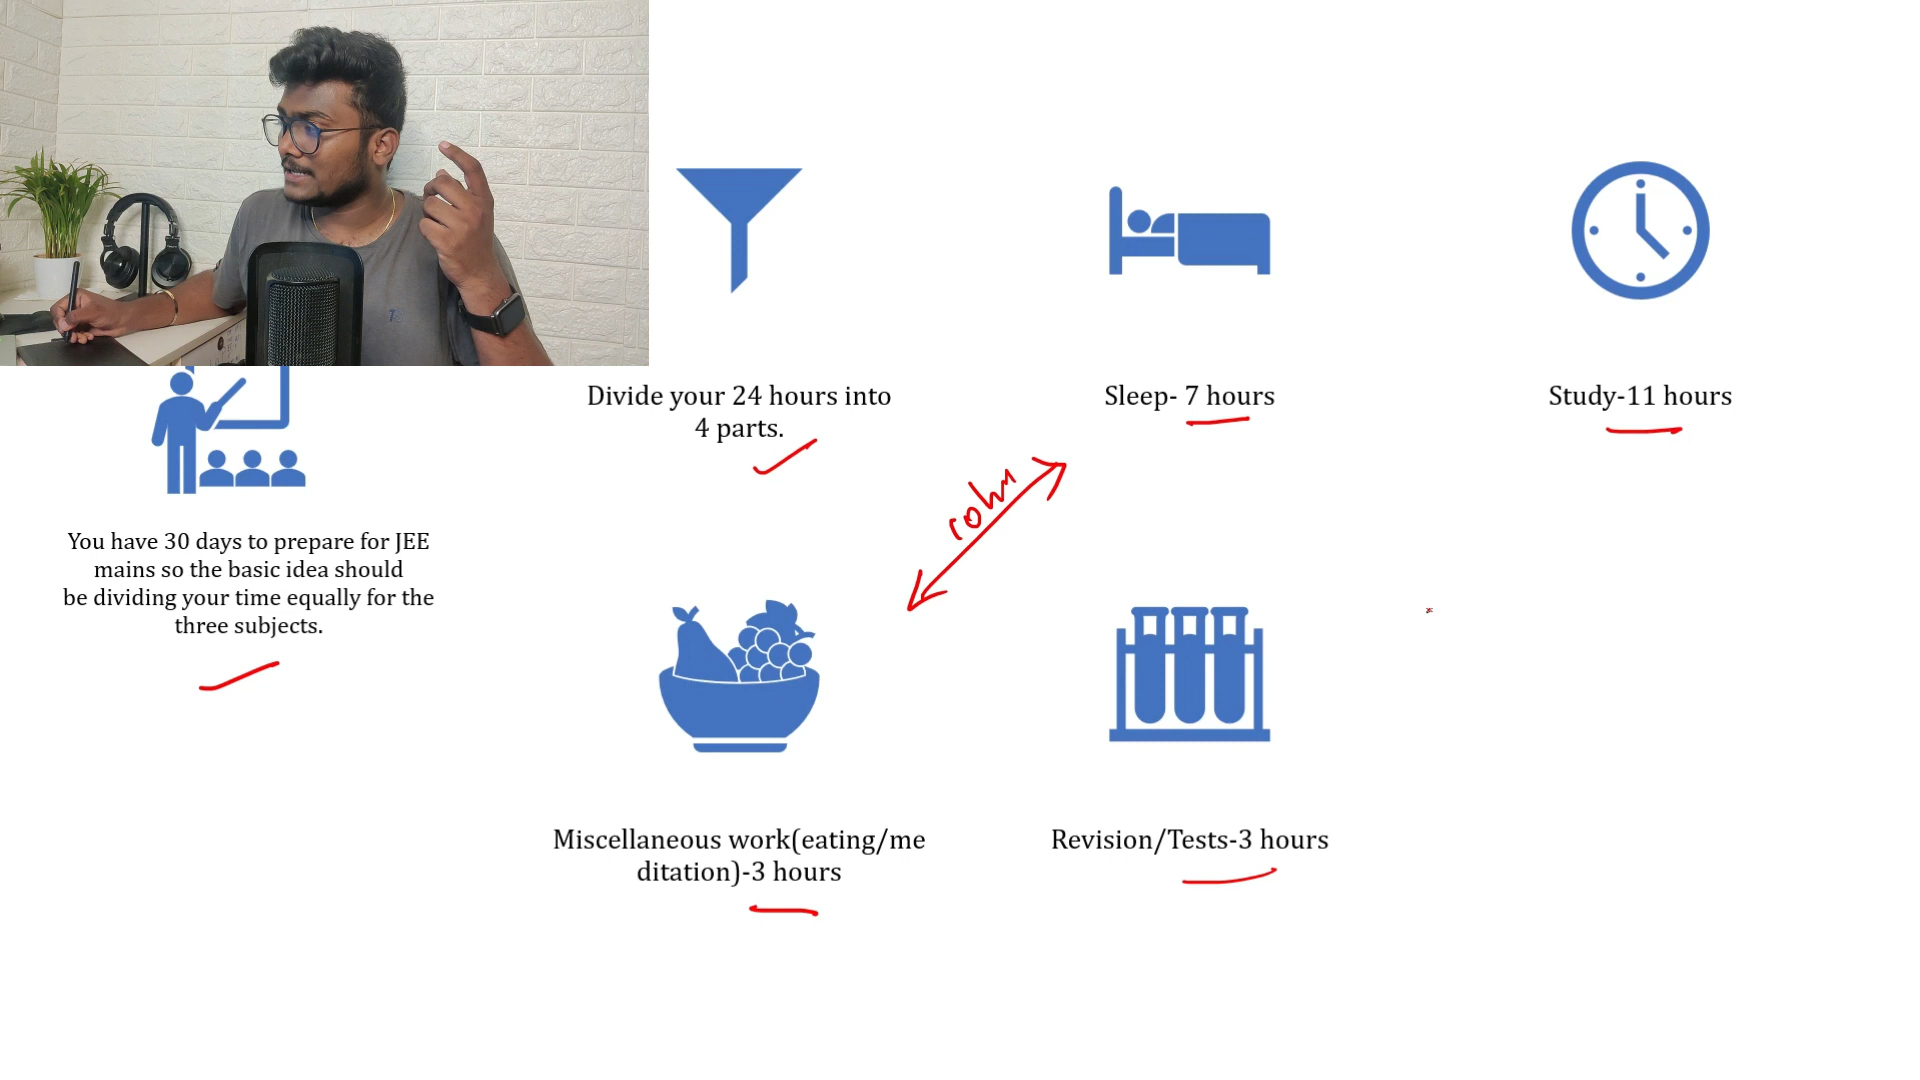 Divide your 24 hours into
4 parts.
Sleep- 7 hours
Study-11 hours
10hr
You have 30 days to prepare for JEE
mains so the basic idea should
be dividing your time equally for the
three subjects.
Miscellaneous work(eating/me
ditation)-3 hours
Revision/Tests-3 hours